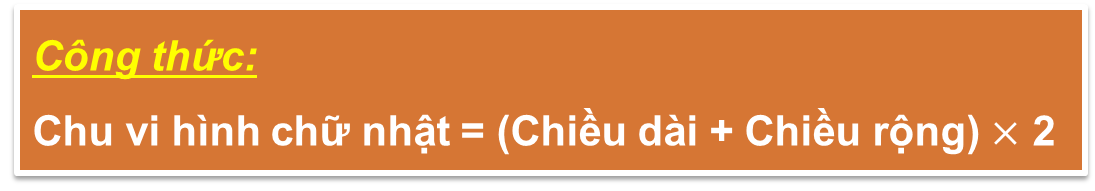 Công thức:
Chu vi hình chữ nhật = (Chiều dài + Chiều rộng) × 2